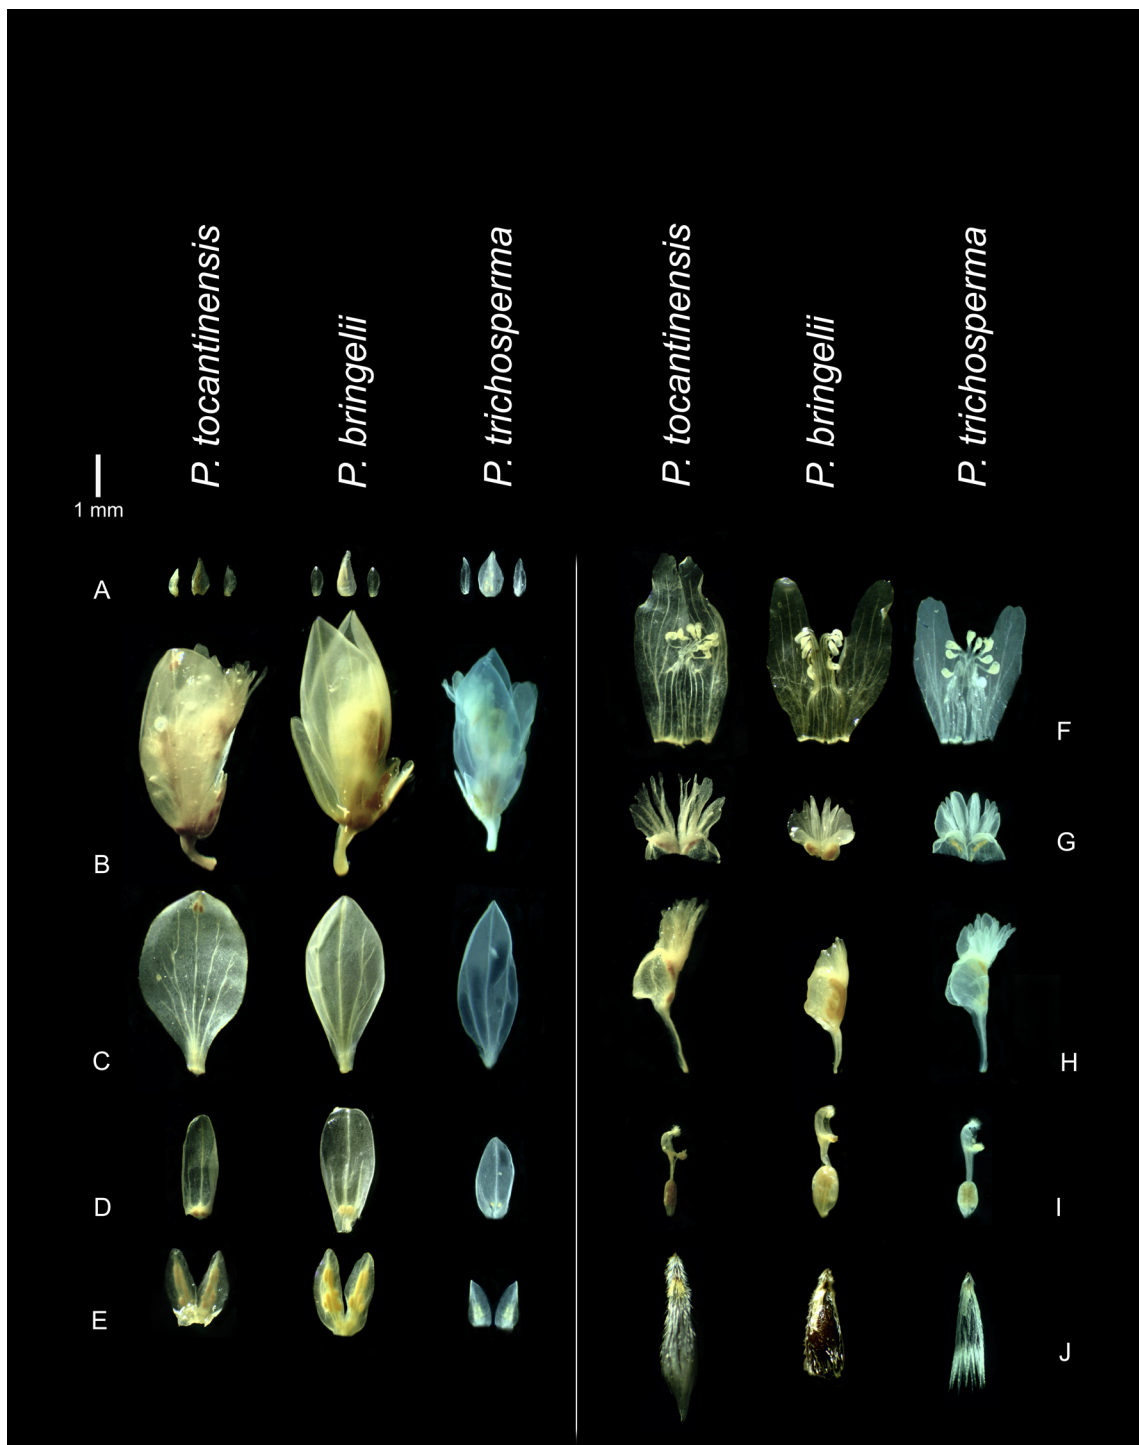 P. tocantinensis
P. bringelii
P. trichosperma
P. tocantinensis
P. bringelii
P. trichosperma
1 mm
A
B
C
D
E
F
G
H
I
J